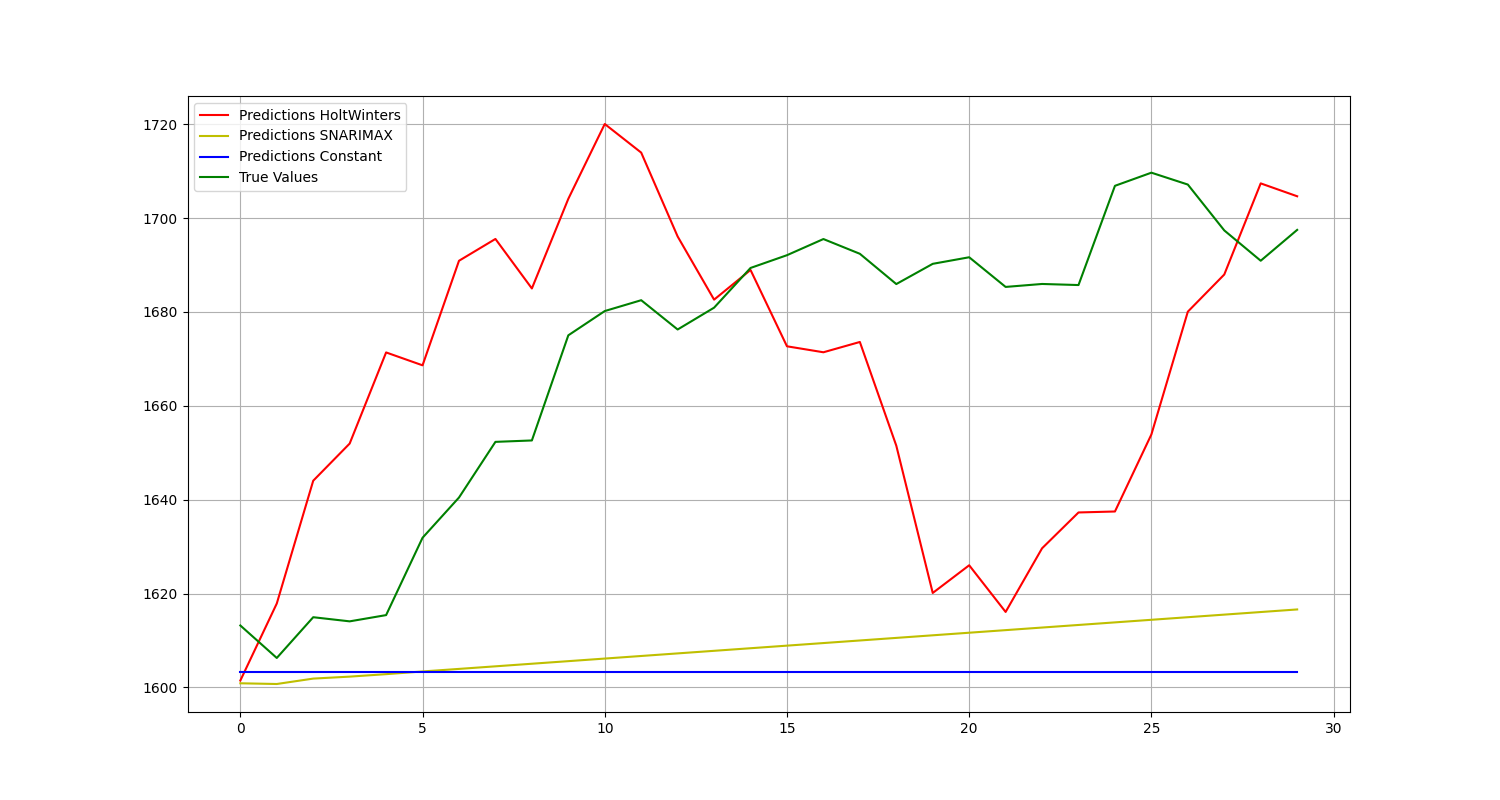 Predictions HoltWinters
Predictions SNARIMAX
Predictions Constant
True Values
1720
1700
1680
1660
1640
1620
1600
0 5 10 15 20 25 30